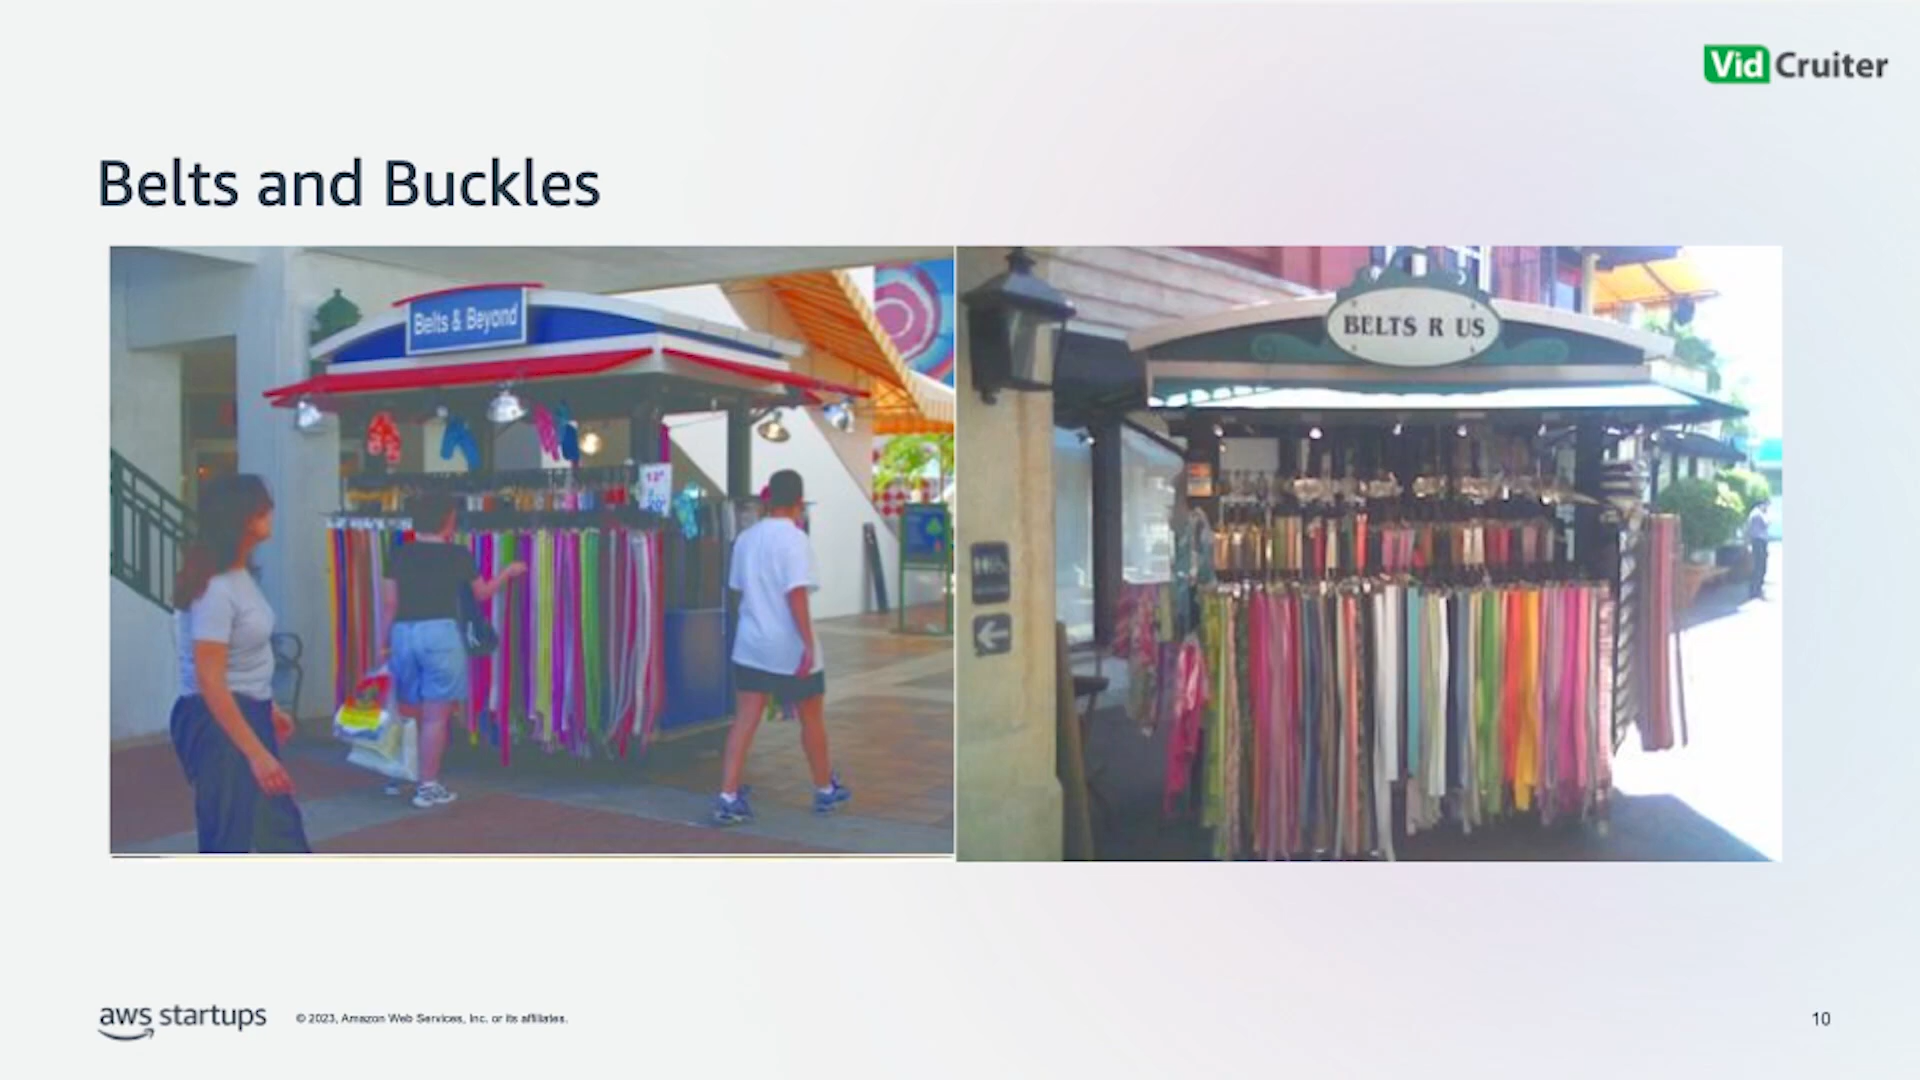 Vid Cruiter
Belts and Buckles
Belts & Beyond
BELTS R US
aws startups
© 2023, Amazon Web Services, Inc. or its affiliates.
10